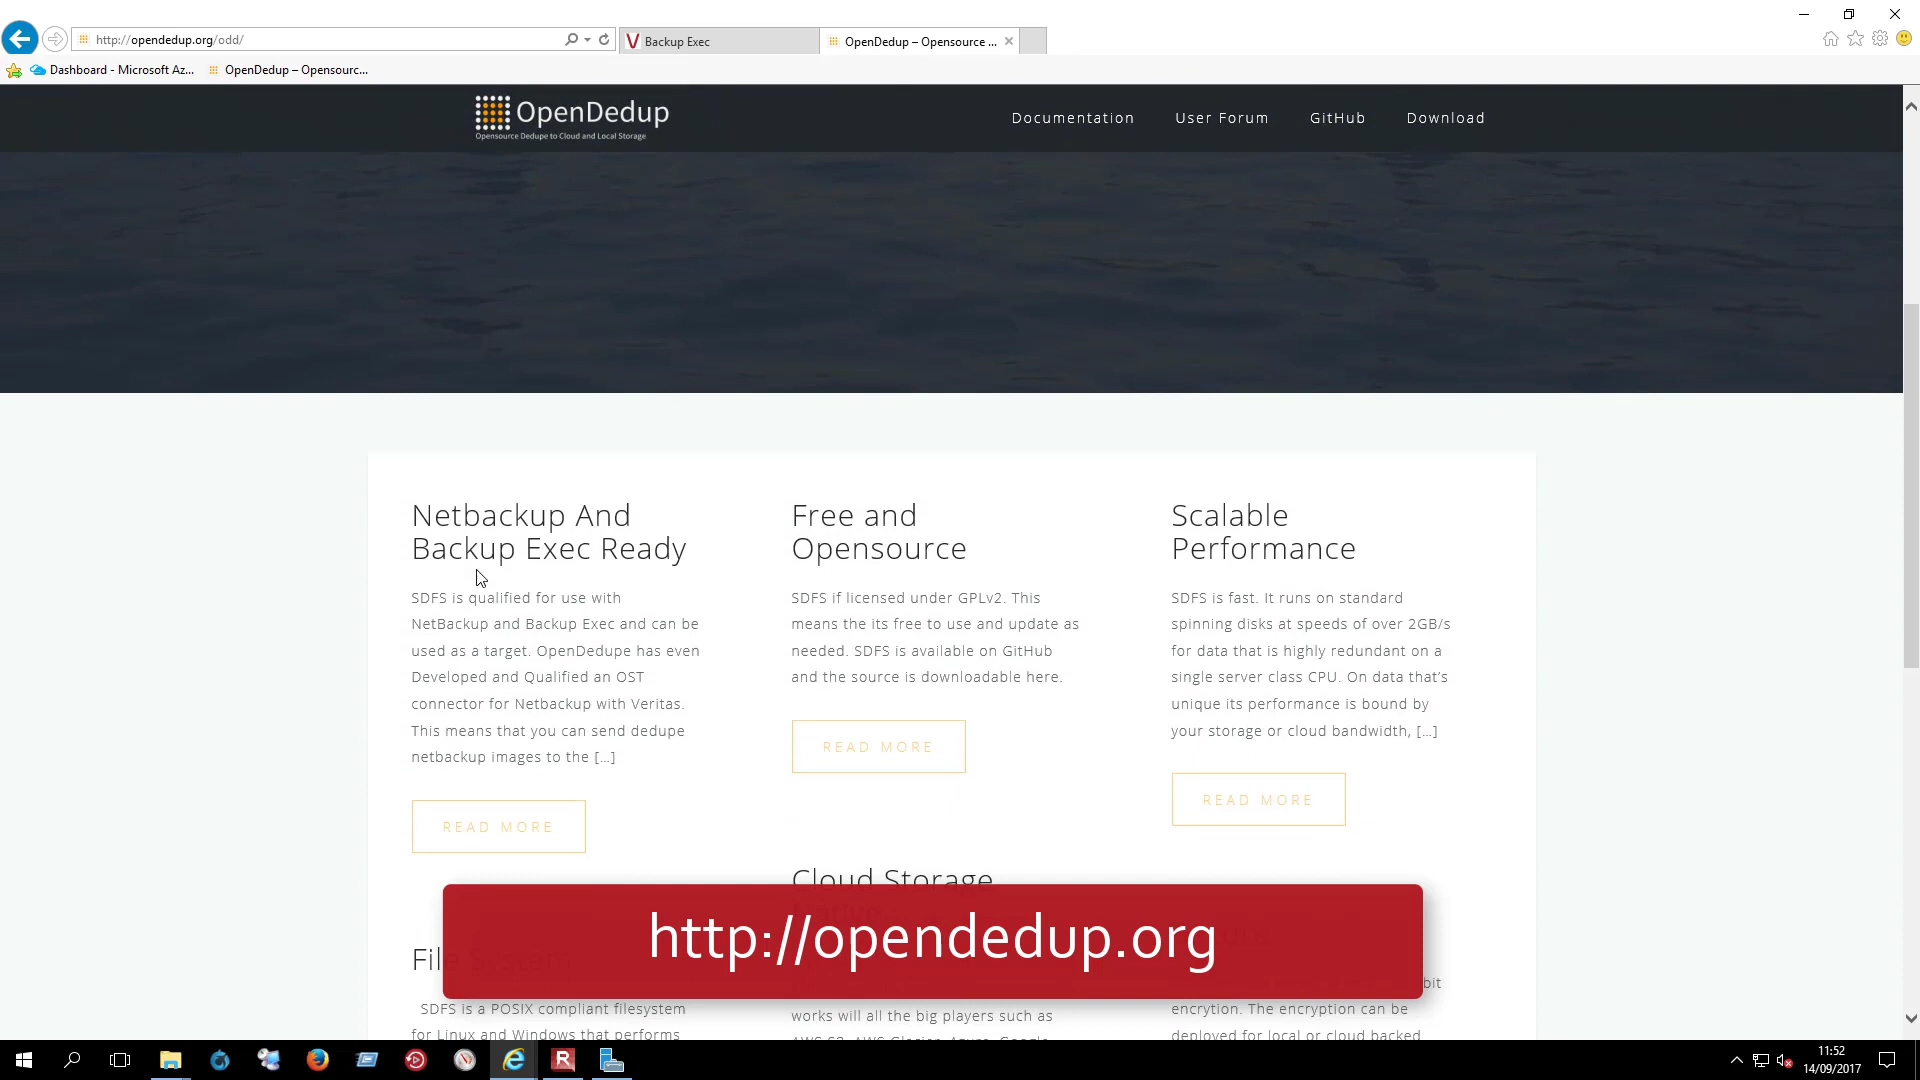 http://opendedup.org/odd/
Backup Exec
OpenDedup – Opensource ...
Dashboard - Microsoft Az...
OpenDedup – Opensourc...
OpenDedup
Opensource Dedupe to Cloud and Local Storage
Documentation
User Forum
GitHub
Download
Netbackup And
Backup Exec Ready
SDFS is qualified for use with
NetBackup and Backup Exec and can be
used as a target. OpenDedupe has even
Developed and Qualified an OST
connector for Netbackup with Veritas.
This means that you can send dedupe
netbackup images to the [...]
READ MORE
Free and
Opensource
SDFS if licensed under GPLv2. This
means the its free to use and update as
needed. SDFS is available on GitHub
and the source is downloadable here.
READ MORE
Scalable
Performance
SDFS is fast. It runs on standard
spinning disks at speeds of over 2GB/s
for data that is highly redundant on a
single server class CPU. On data that's
unique its performance is bound by
your storage or cloud bandwidth, [...]
READ MORE
File System
SDFS is a POSIX compliant filesystem
for Linux and Windows that performs
Cloud Storage
works will all the big players such as
AWS S3, AWS Glacier, Azure, Google
bit
encrytion. The encryption can be
deployed for local or cloud backed
http://opendedup.org
11:52
14/09/2017